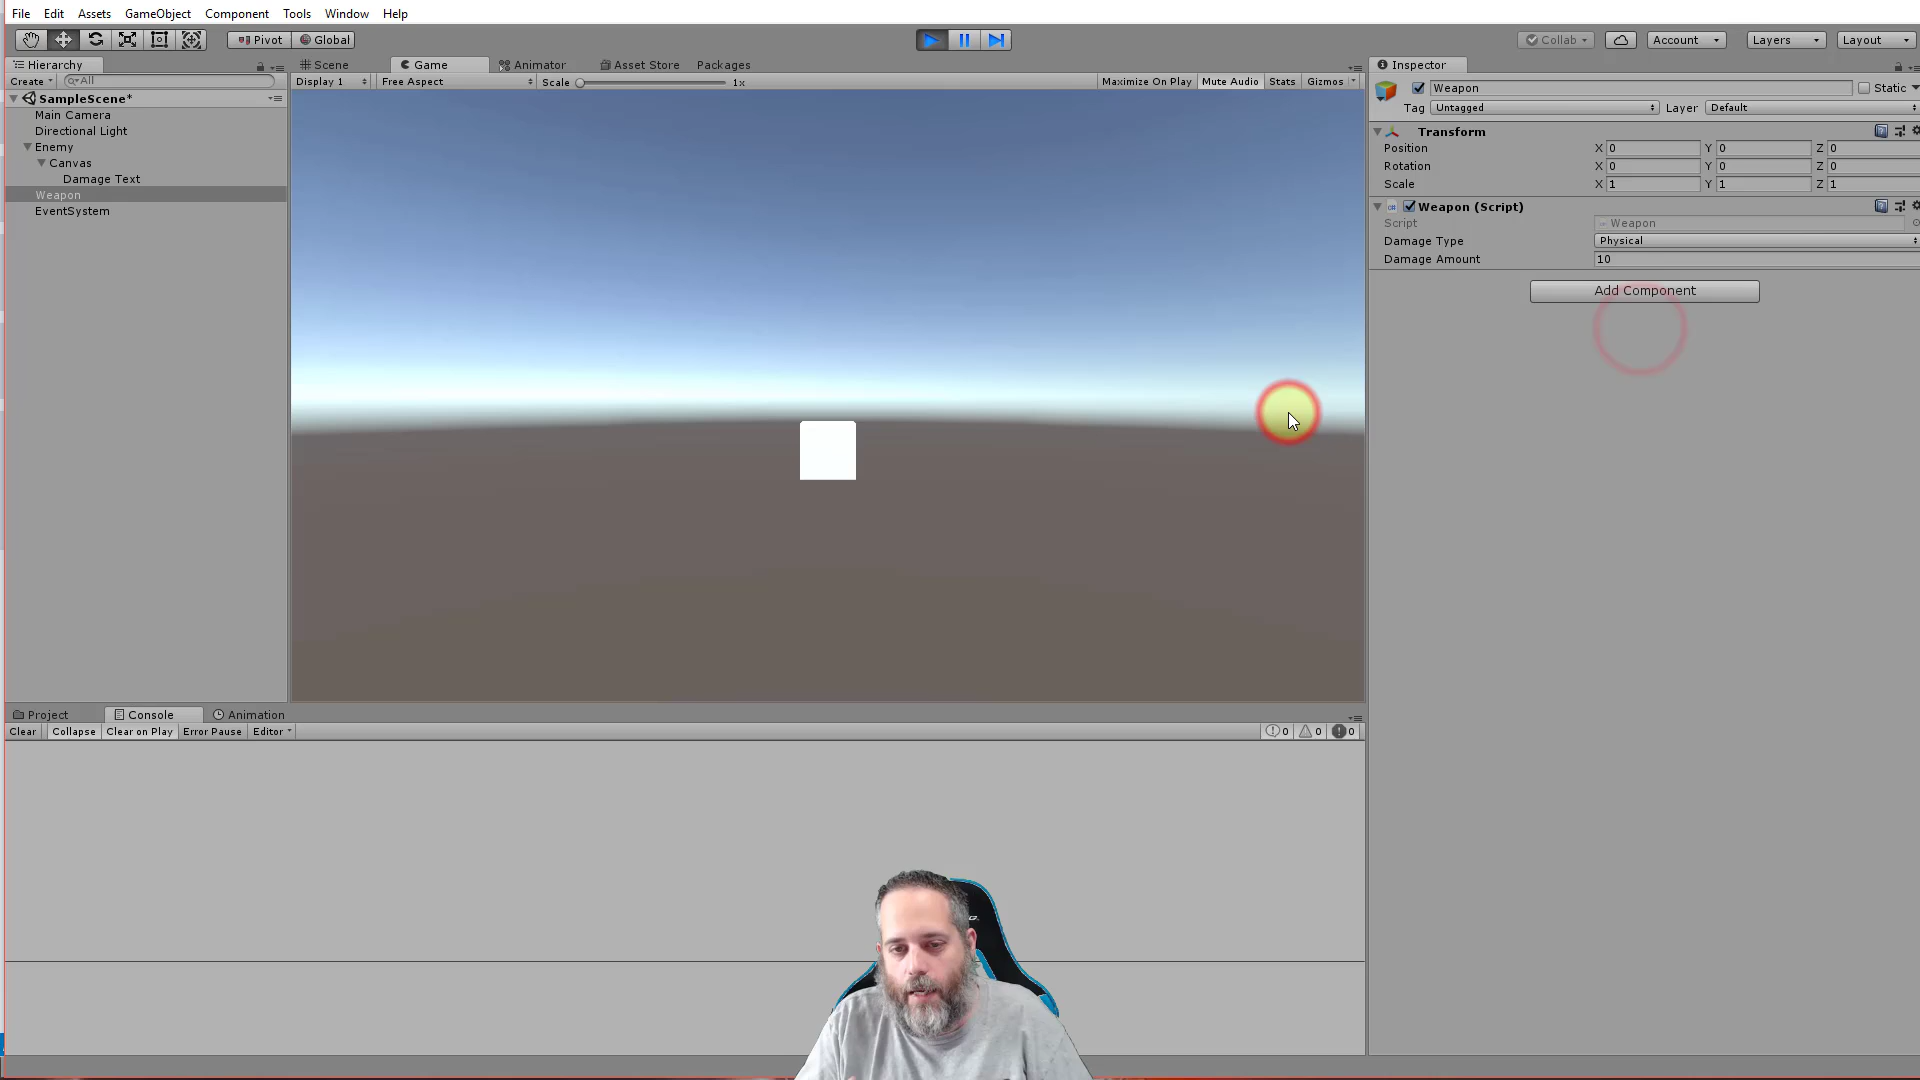 File Edit Assets GameObject Component Tools Window Help
Pivot Global Collab Account Layers Layout
Hierarchy Scene Game Animator Asset Store Packages Inspector
Create All Display 1 Free Aspect Scale 1x Maximize On Play Mute Audio Stats Gizmos
SampleScene*
Main Camera
Directional Light
Enemy
Canvas
Damage Text
Weapon
EventSystem
Weapon Static
Tag Untagged Layer Default
Transform
Position X 0 Y 0 Z 0
Rotation X 0 Y 0 Z 0
Scale X 1 Y 1 Z 1
Weapon (Script)
Script Weapon
Damage Type Physical
Damage Amount 10
Add Component
Project Console Animation
Clear Collapse Clear on Play Error Pause Editor 0 0 0